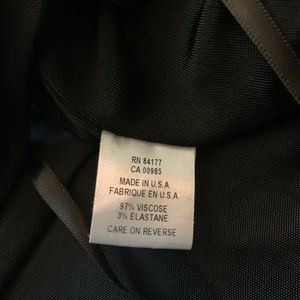 RN 84177
CA 00985
MADE IN U.S.A
FABRIQUE EN U.S.A.
97% VISCOSE
3% ELASTANE
CARE ON REVERSE